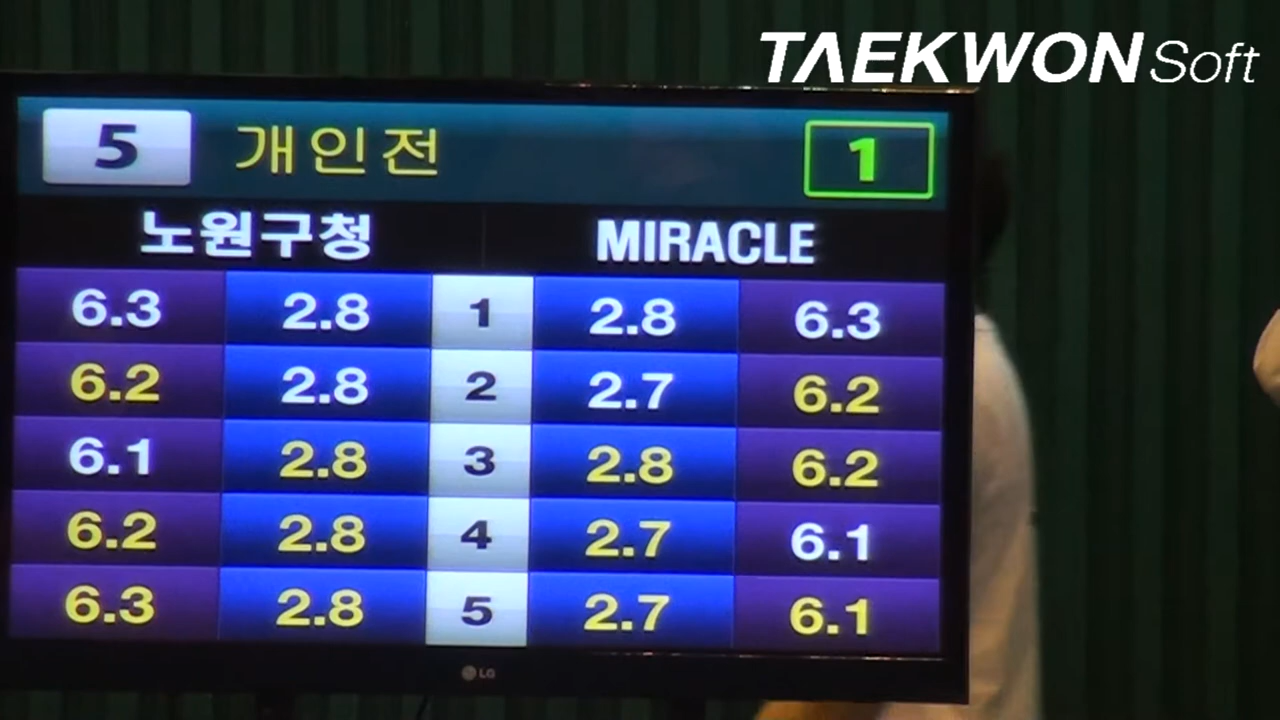 TAEKWON Soft
5 개인전 1
노원구청 MIRACLE
6.3 2.8 1 2.8 6.3
6.2 2.8 2 2.7 6.2
6.1 2.8 3 2.8 6.2
6.2 2.8 4 2.7 6.1
6.3 2.8 5 2.7 6.1
LG